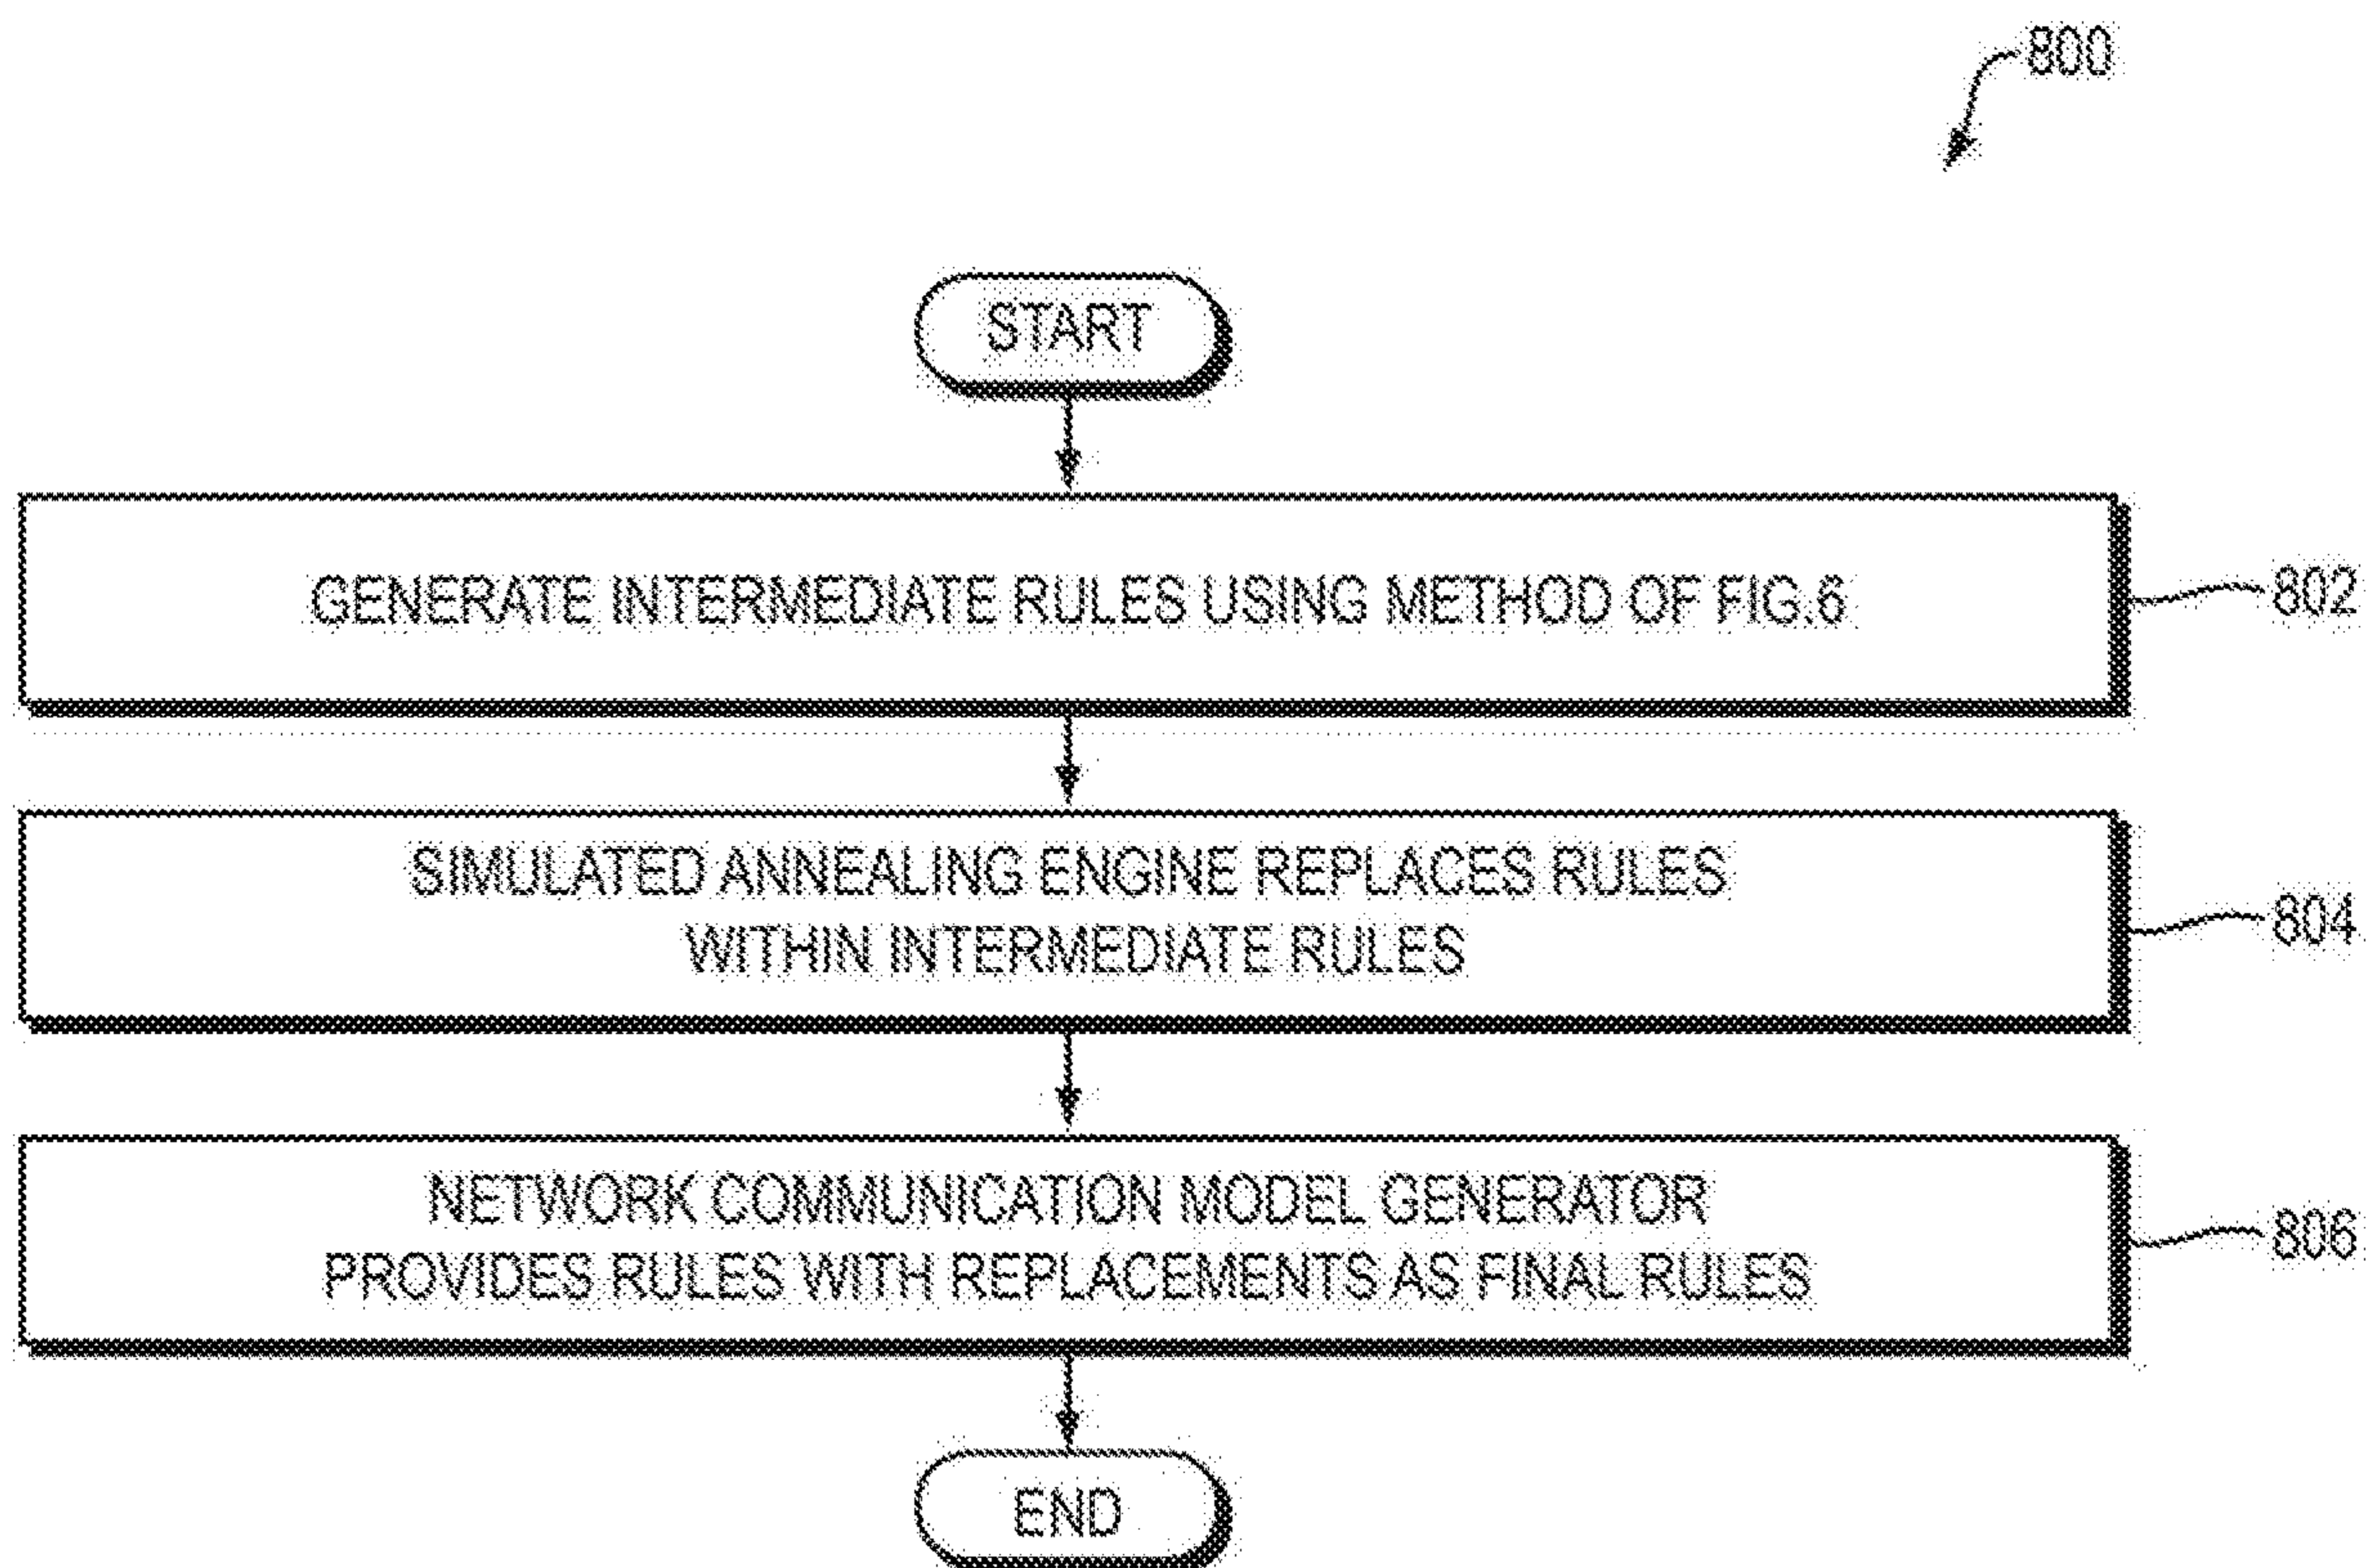 800
START
GENERATE INTERMEDIATE RULES USING METHOD OF FIG.6
802
SIMULATED ANNEALING ENGINE REPLACES RULES
WITHIN INTERMEDIATE RULES
804
NETWORK COMMUNICATION MODEL GENERATOR
PROVIDES RULES WITH REPLACEMENTS AS FINAL RULES
806
END